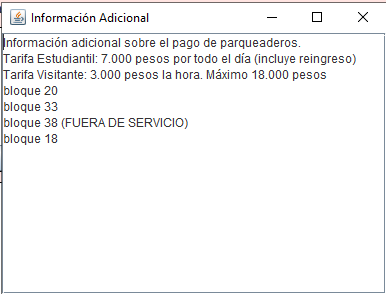 Información Adicional
Información adicional sobre el pago de parqueaderos.
Tarifa Estudiantil: 7.000 pesos por todo el día (incluye reingreso)
Tarifa Visitante: 3.000 pesos la hora. Máximo 18.000 pesos
bloque 20
bloque 33
bloque 38 (FUERA DE SERVICIO)
bloque 18